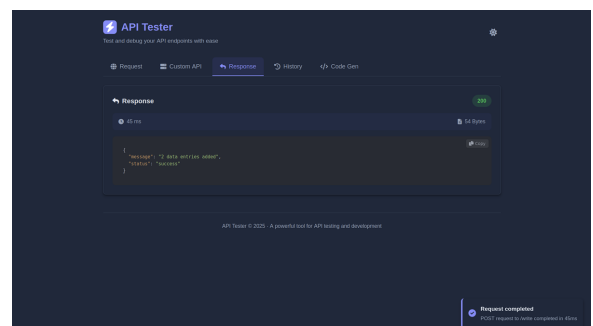 API Tester
Test and debug your API endpoints with ease
Request
Custom API
Response
History
</> Code Gen
Response
200
45 ms
54 Bytes
Copy
{
"message": "2 data entries added",
"status": "success"
}
API Tester © 2025 - A powerful tool for API testing and development
Request completed
POST request to /write completed in 45ms